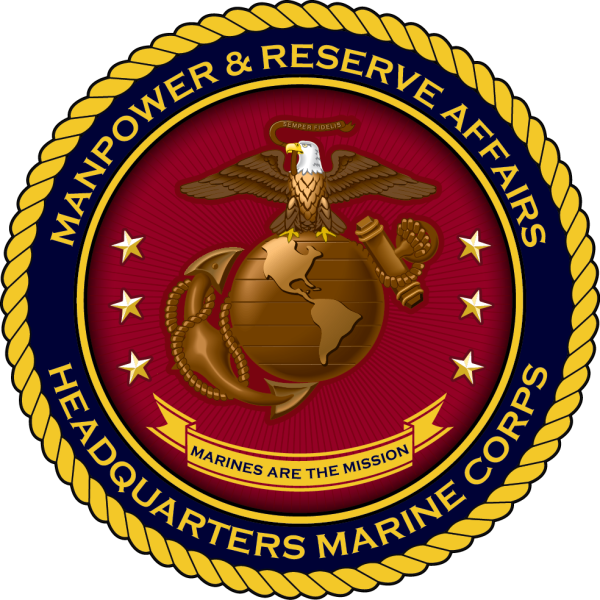 MANPOWER & RESERVE AFFAIRS
SEMPER FIDELIS
MARINES ARE THE MISSION
HEADQUARTERS MARINE CORPS